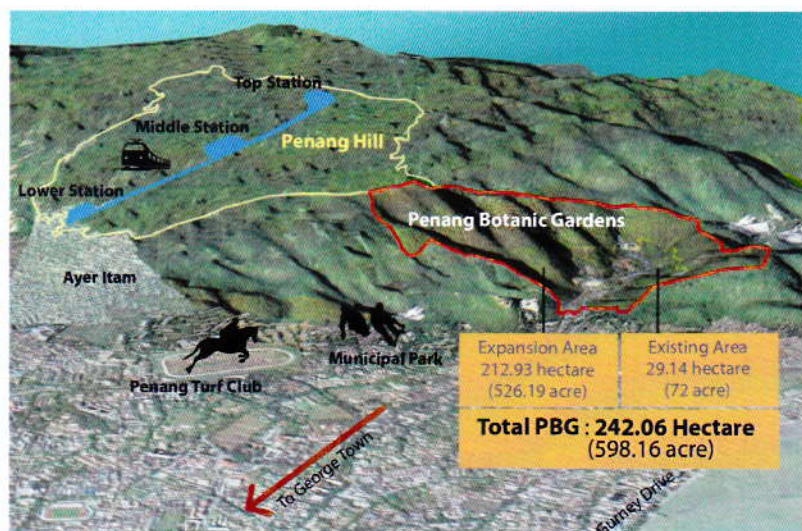 Top Station
Middle Station
Penang Hill
Lower Station
Penang Botanic Gardens
Ayer Itam
Penang Turf Club
Municipal Park
Expansion Area
212.93 hectare
(526.19 acre)
Existing Area
29.14 hectare
(72 acre)
Total PBG : 242.06 Hectare
(598.16 acre)
To George Town
Gurney Drive